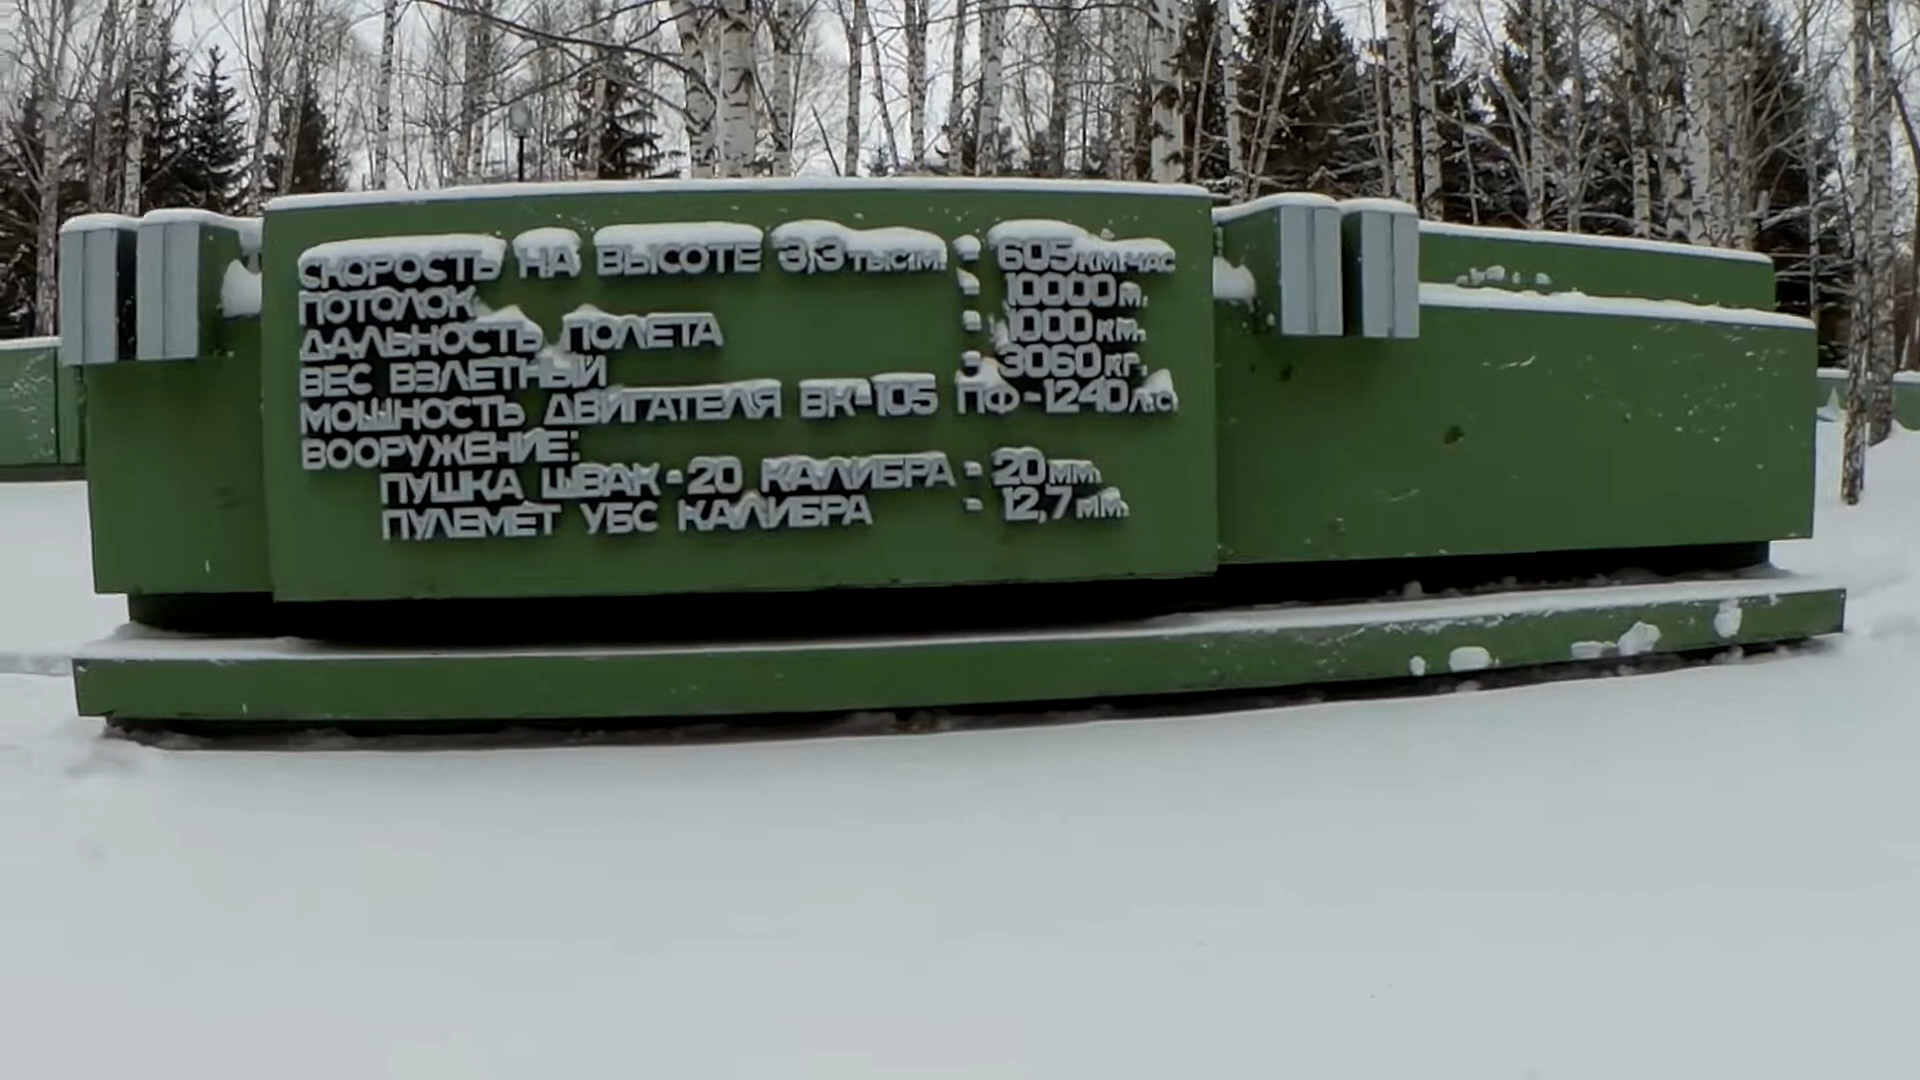 СКОРОСТЬ НА ВЫСОТЕ 3,3 ТЫС.М. - 605 КМ.ЧАС
ПОТОЛОК - 10000 М.
ДАЛЬНОСТЬ ПОЛЕТА - 1000 КМ.
ВЕС ВЗЛЕТНЫЙ - 3060 КГ.
МОЩНОСТЬ ДВИГАТЕЛЯ ВК-105 ПФ-1240 Л.С.
ВООРУЖЕНИЕ:
ПУШКА ШВАК-20 КАЛИБРА - 20 ММ.
ПУЛЕМЕТ УБС КАЛИБРА - 12,7 ММ.